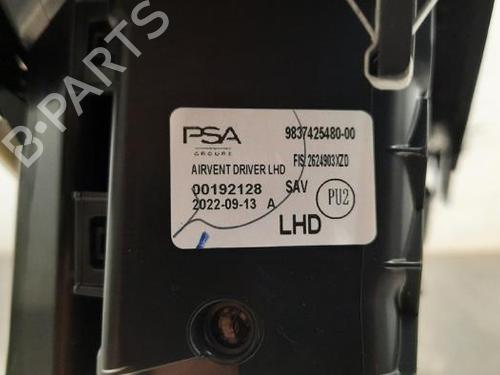 B-PARTS
PSA
GROUPE
9837425480-00
FIS 2624903XZD
AIRVENT DRIVER LHD
00192128 SAV
PU2
2022-09-13 A
LHD